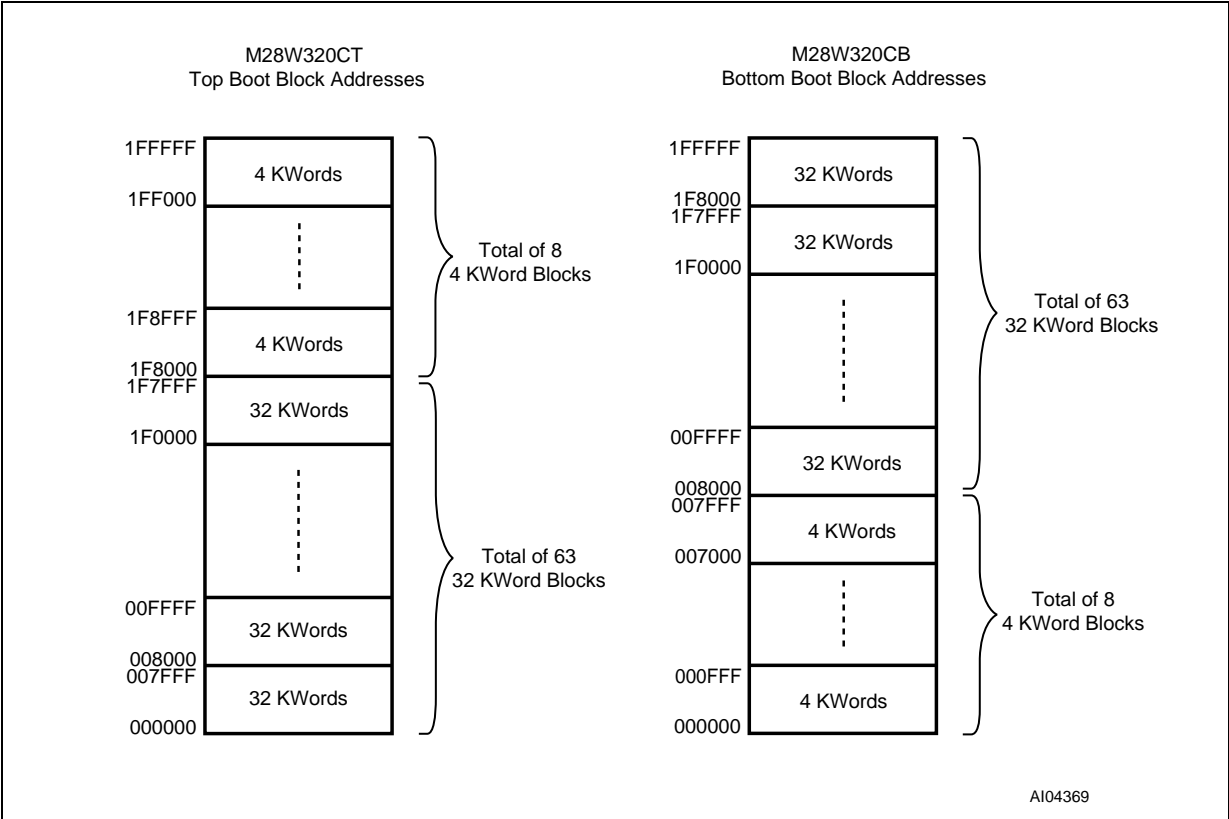 M28W320CT
Top Boot Block Addresses
1FFFFF
4 KWords
1FF000
Total of 8
4 KWord Blocks
1F8FFF
4 KWords
1F8000
1F7FFF
32 KWords
1F0000
Total of 63
32 KWord Blocks
00FFFF
32 KWords
008000
007FFF
32 KWords
000000
M28W320CB
Bottom Boot Block Addresses
1FFFFF
32 KWords
1F8000
1F7FFF
32 KWords
1F0000
Total of 63
32 KWord Blocks
00FFFF
32 KWords
008000
007FFF
4 KWords
007000
Total of 8
4 KWord Blocks
000FFF
4 KWords
000000
AI04369